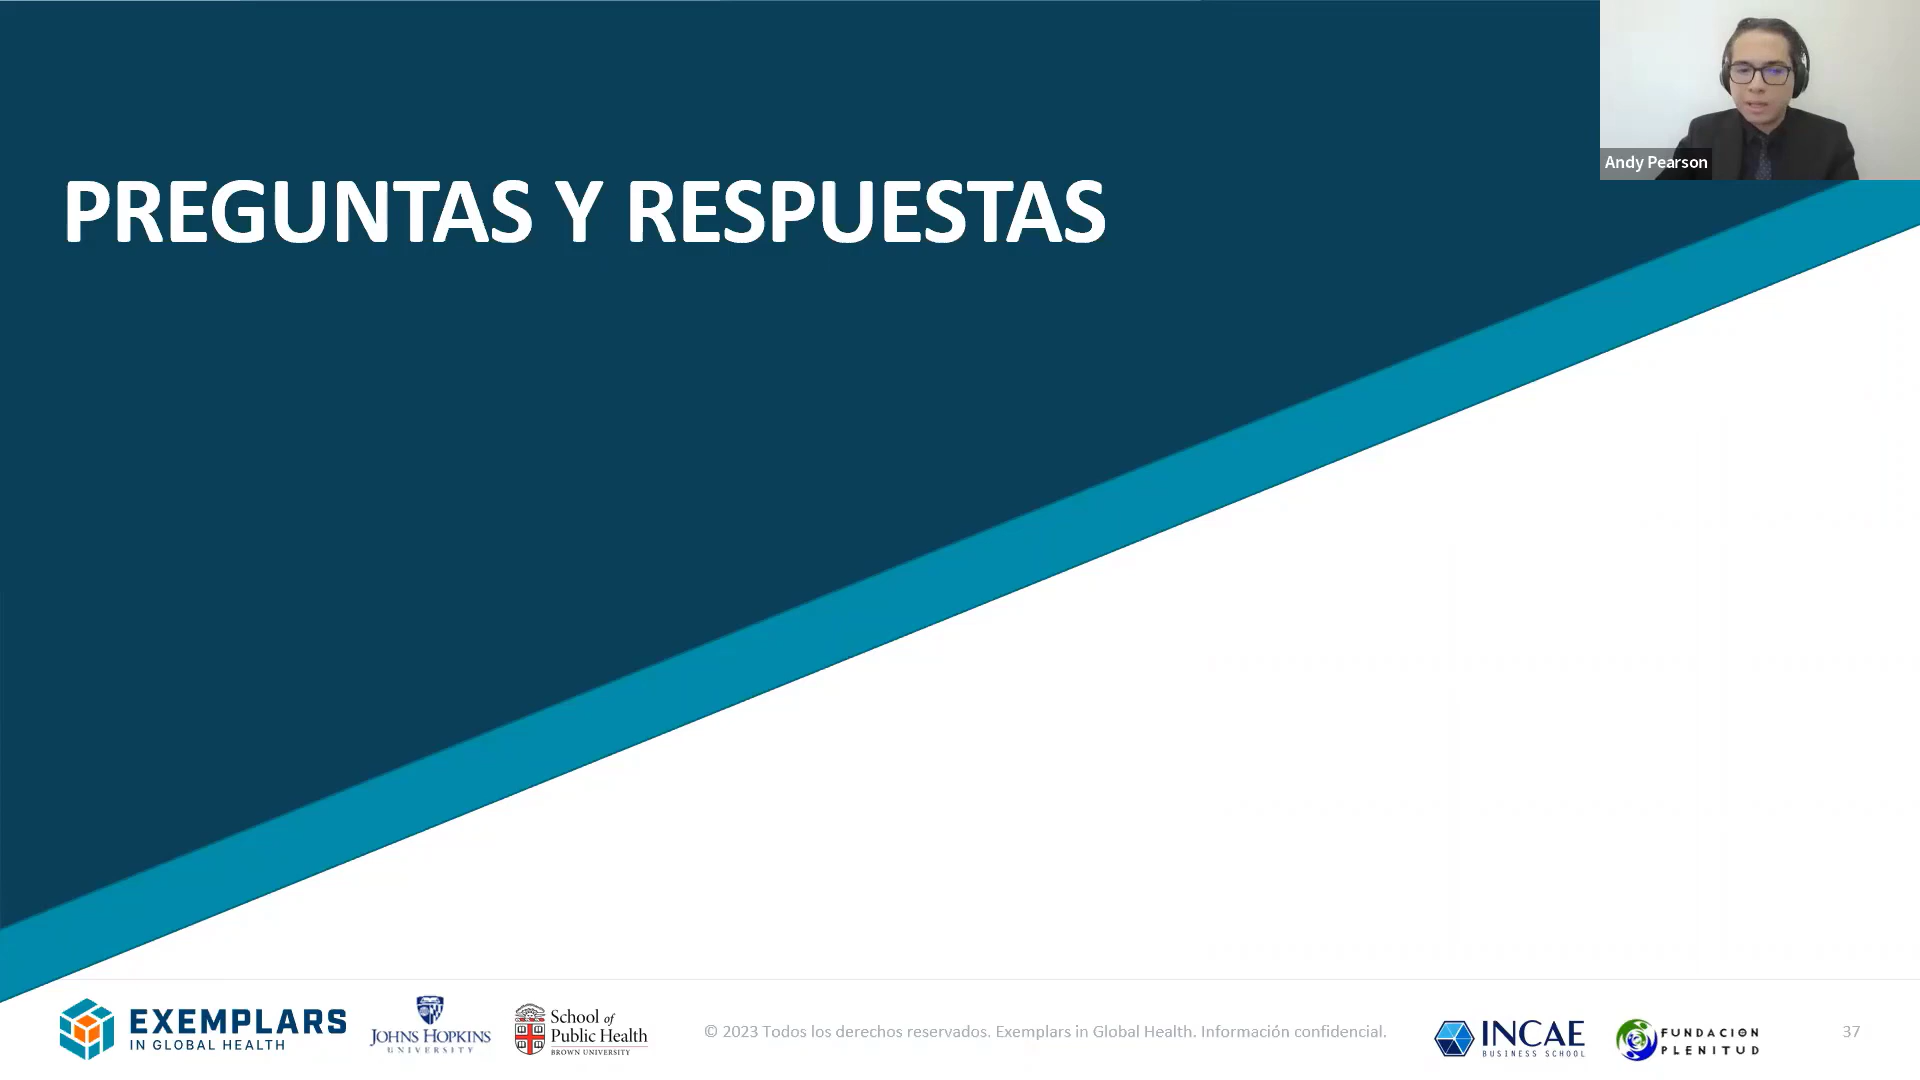 Andy Pearson
PREGUNTAS Y RESPUESTAS
EXEMPLARS
IN GLOBAL HEALTH
JOHNS HOPKINS
UNIVERSITY
School of
Public Health
BROWN UNIVERSITY
© 2023 Todos los derechos reservados. Exemplars in Global Health. Información confidencial.
INCAE
BUSINESS SCHOOL
FUNDACION
PLENITUD
37